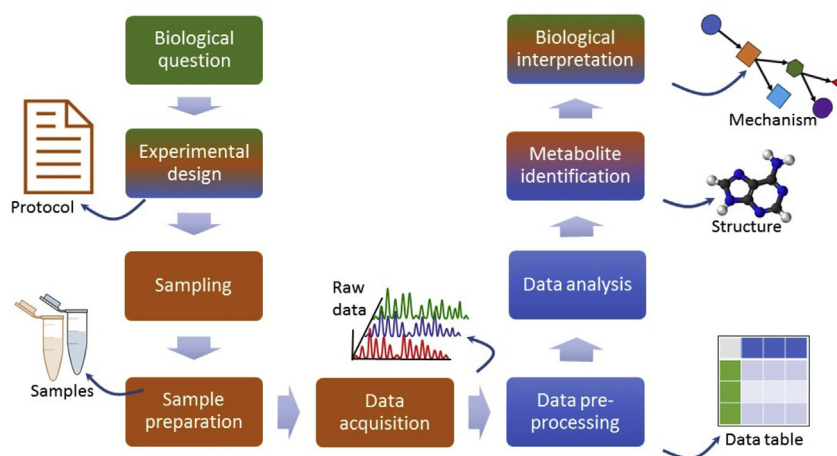 Biological
question
Experimental
design
Protocol
Sampling
Samples
Sample
preparation
Raw
data
Data
acquisition
Data pre-
processing
Data table
Data analysis
Metabolite
identification
Structure
Biological
interpretation
Mechanism